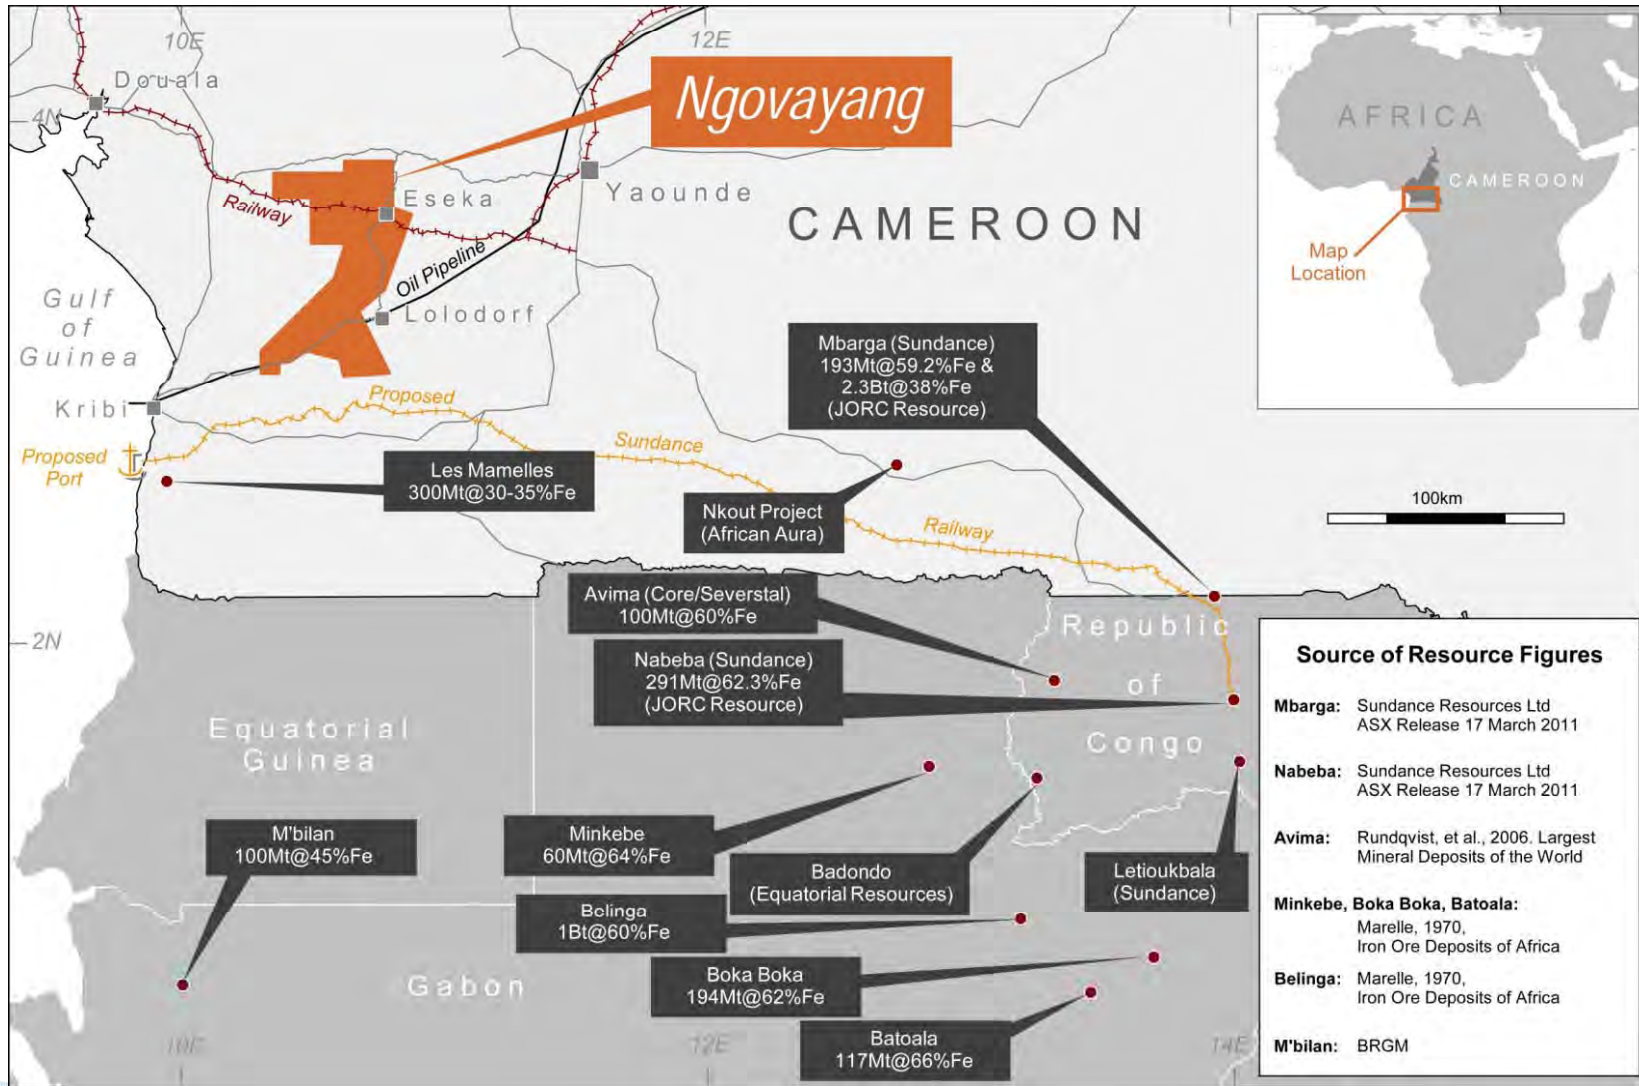 10E
12E
Douala
4N
Ngovayang
Yaounde
Eseka
Railway
CAMEROON
Oil Pipeline
Lolodorf
Gulf
of
Guinea
Kribi
Proposed
Sundance
Railway
Proposed
Port
Les Mamelles
300Mt@30-35%Fe
Mbarga (Sundance)
193Mt@59.2%Fe &
2.3Bt@38%Fe
(JORC Resource)
Nkout Project
(African Aura)
AFRICA
CAMEROON
Map
Location
100km
2N
Avima (Core/Severstal)
100Mt@60%Fe
Nabeba (Sundance)
291Mt@62.3%Fe
(JORC Resource)
Republic
of
Congo
Equatorial
Guinea
M'bilan
100Mt@45%Fe
Minkebe
60Mt@64%Fe
Badondo
(Equatorial Resources)
Letioukbala
(Sundance)
Belinga
1Bt@60%Fe
Boka Boka
194Mt@62%Fe
Gabon
Batoala
117Mt@66%Fe
10E
12E
14E
Source of Resource Figures
Mbarga: Sundance Resources Ltd
ASX Release 17 March 2011
Nabeba: Sundance Resources Ltd
ASX Release 17 March 2011
Avima: Rundqvist, et al., 2006. Largest
Mineral Deposits of the World
Minkebe, Boka Boka, Batoala:
Marelle, 1970,
Iron Ore Deposits of Africa
Belinga: Marelle, 1970,
Iron Ore Deposits of Africa
M'bilan: BRGM